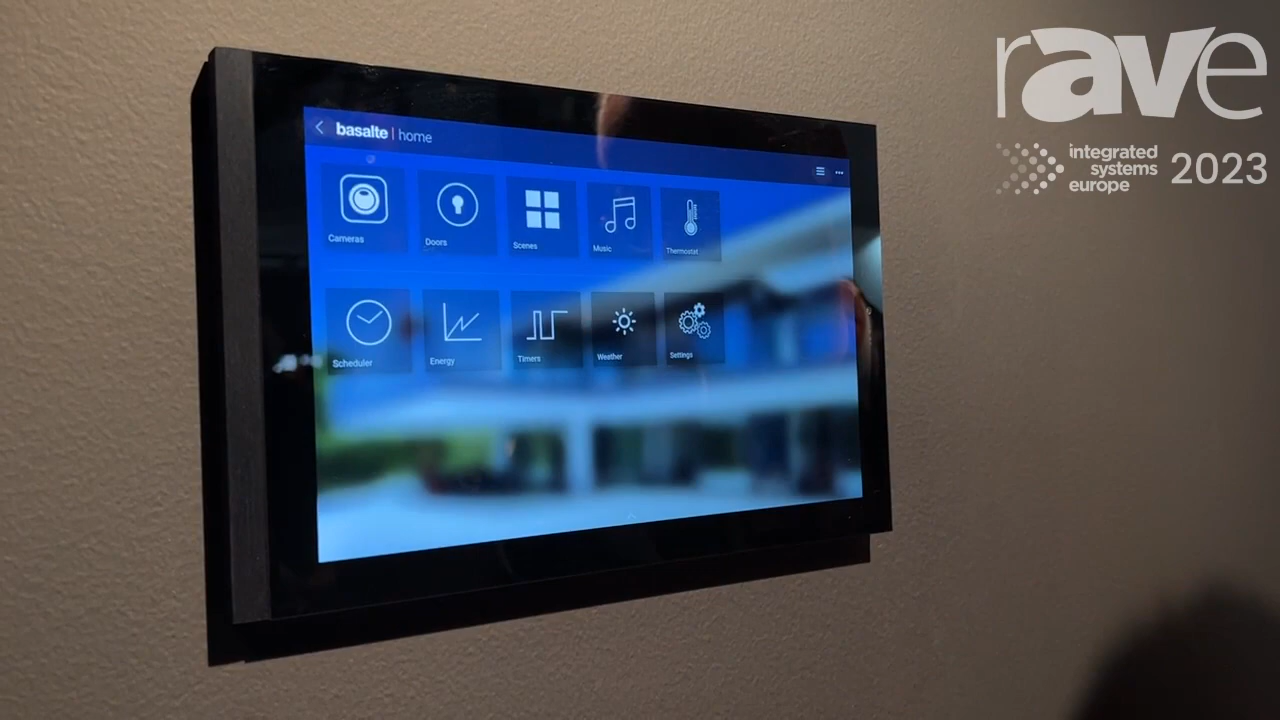 rave
integrated
systems
europe
2023
basalte | home
Cameras
Doors
Scenes
Music
Thermostat
Scheduler
Energy
Timers
Weather
Settings